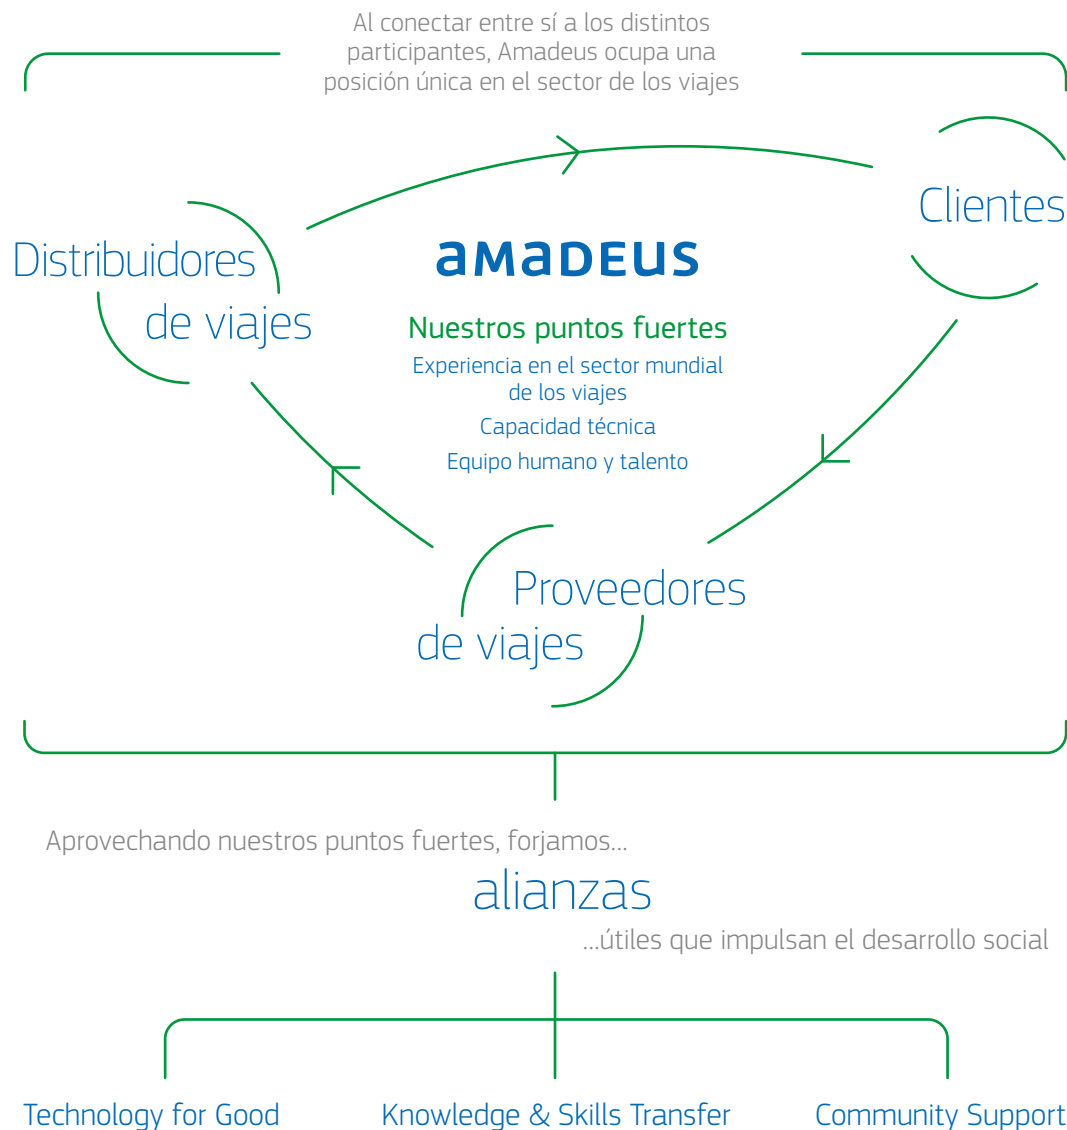 Al conectar entre sí a los distintos
participantes, Amadeus ocupa una
posición única en el sector de los viajes
Clientes
Distribuidores
de viajes
amadeus
Nuestros puntos fuertes
Experiencia en el sector mundial
de los viajes
Capacidad técnica
Equipo humano y talento
Proveedores
de viajes
Aprovechando nuestros puntos fuertes, forjamos...
alianzas
...útiles que impulsan el desarrollo social
Technology for Good
Knowledge & Skills Transfer
Community Support